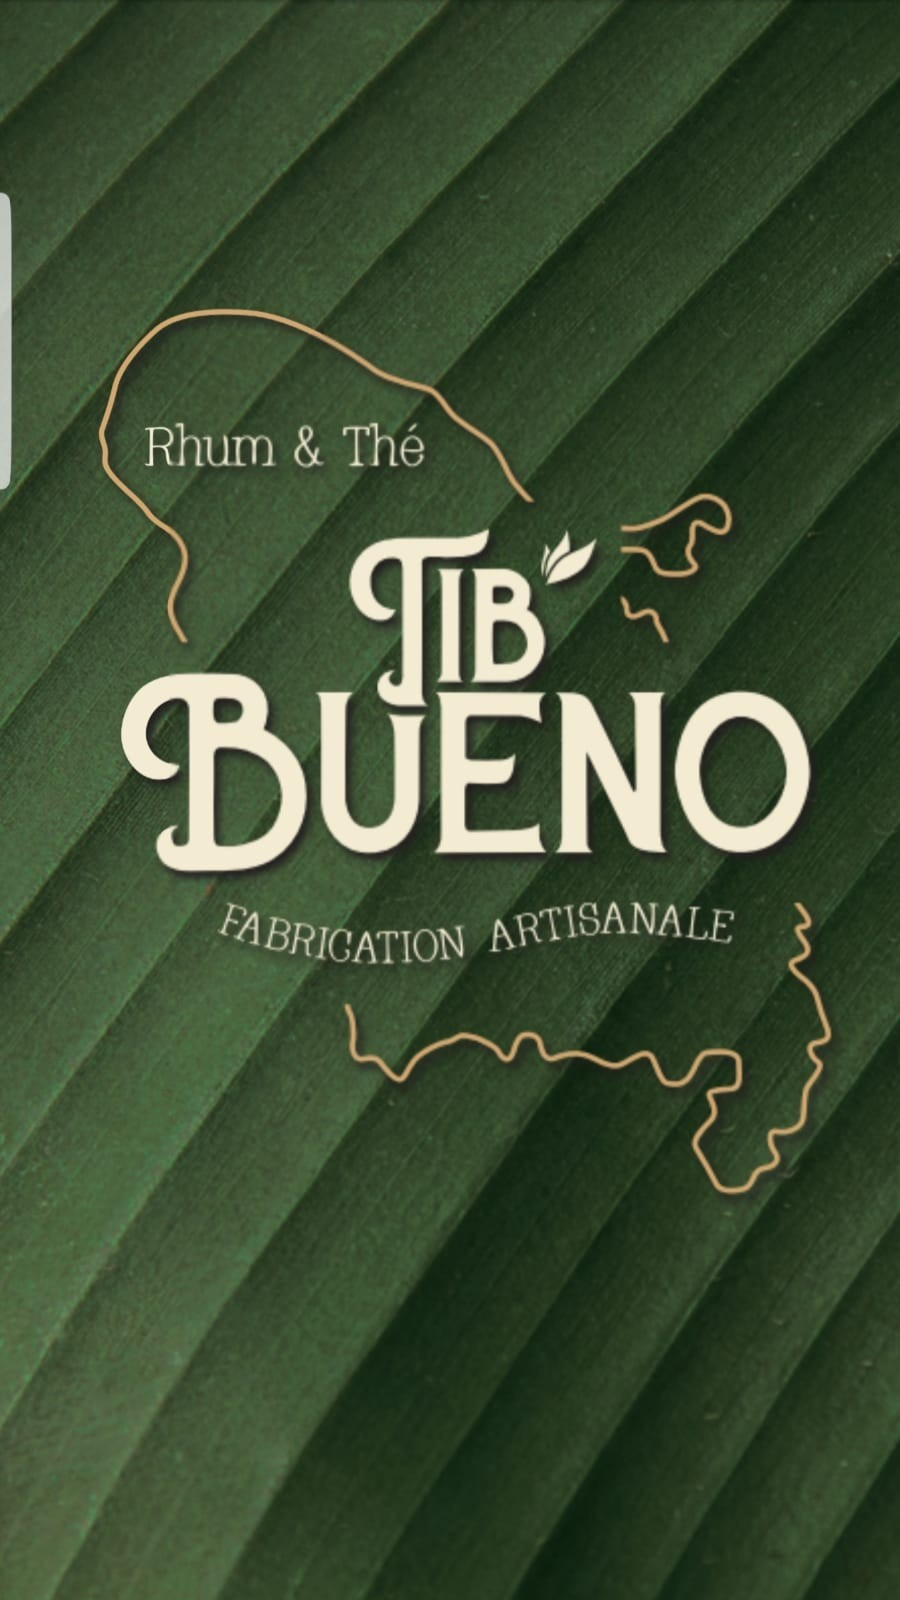 Rhum & Thé
TIB'
BUENO
FABRICATION ARTISANALE